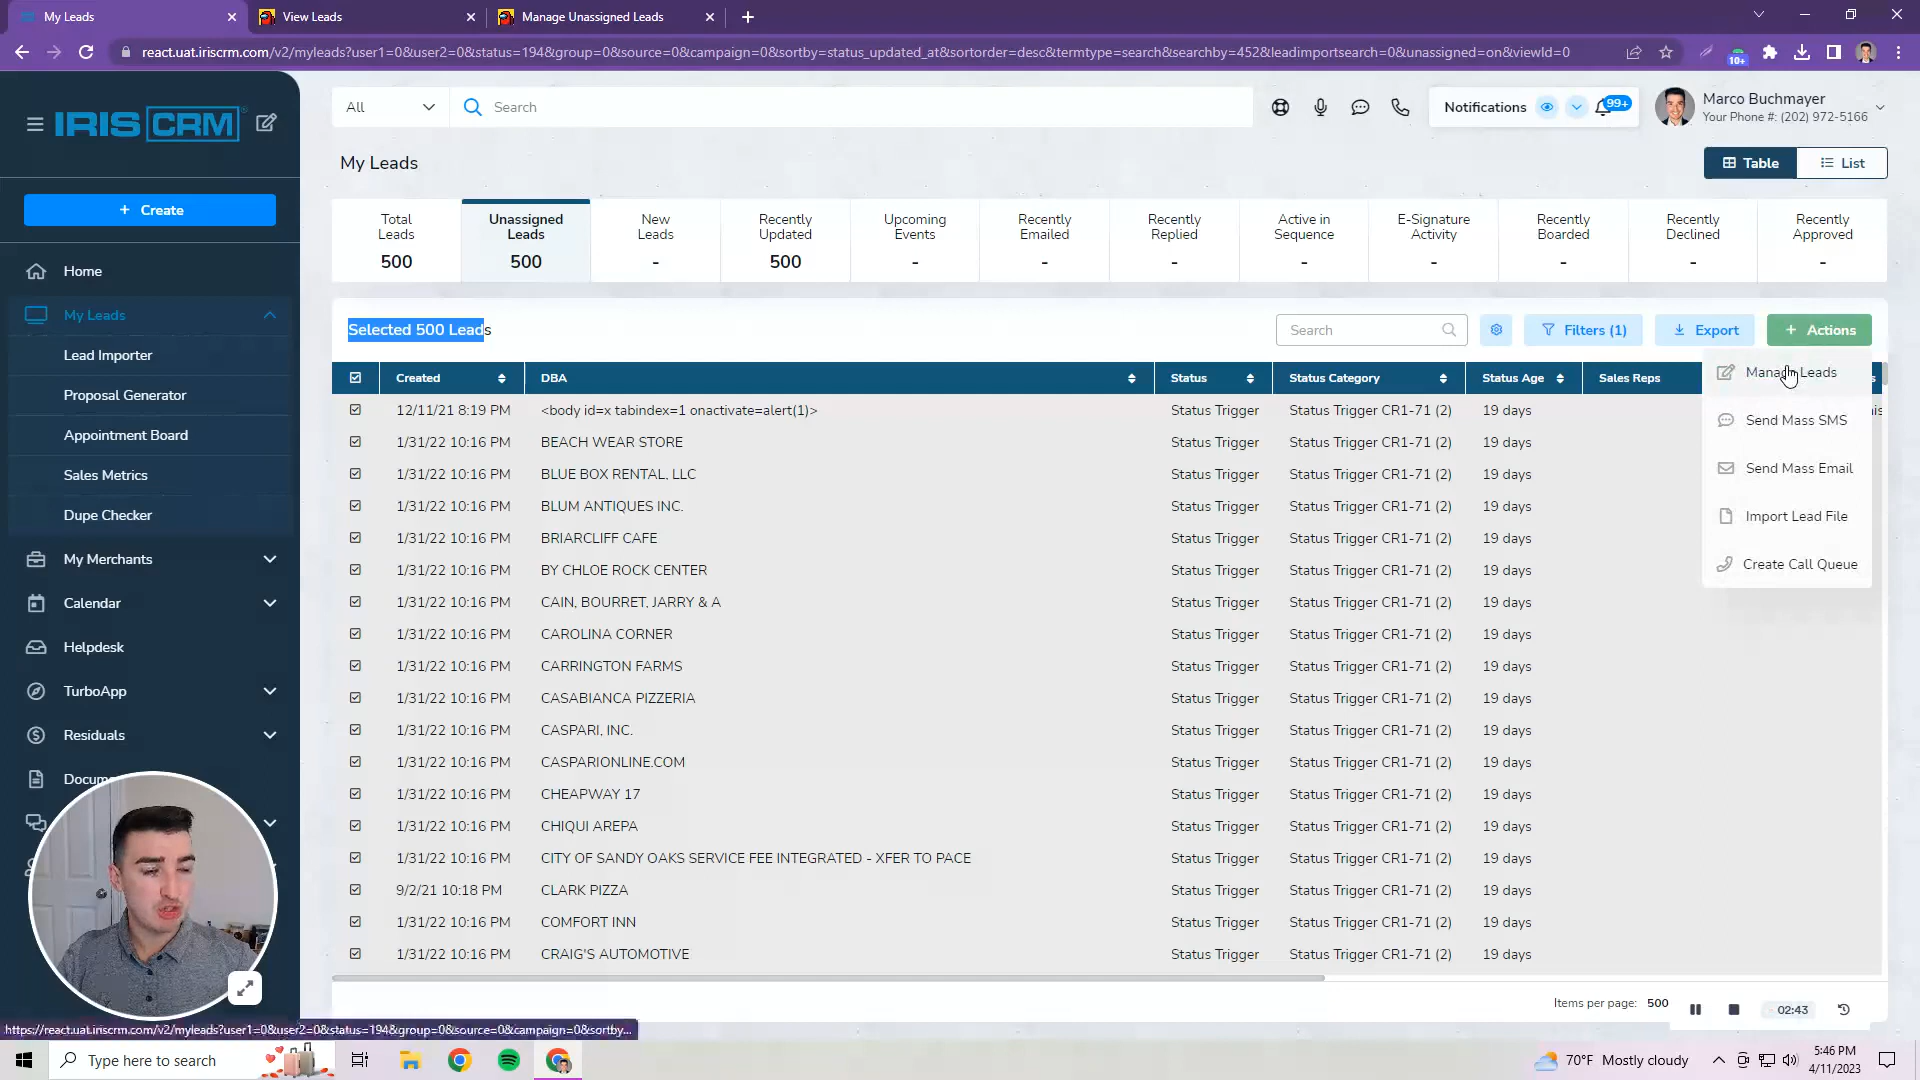 My Leads
View Leads
Manage Unassigned Leads
react.uat.iriscrm.com/v2/myleads?user1=0&user2=0&status=194&group=0&source=0&campaign=0&sortby=status_updated_at&sortorder=desc&termtype=search&searchby=452&leadimportsearch=0&unassigned=on&viewId=0
10+
IRIS CRM
All
Search
Notifications
99+
Marco Buchmayer
Your Phone #: (202) 972-5166
My Leads
Table
List
+ Create
Total Leads 500
Unassigned Leads 500
New Leads -
Recently Updated 500
Upcoming Events -
Recently Emailed -
Recently Replied -
Active in Sequence -
E-Signature Activity -
Recently Boarded -
Recently Declined -
Recently Approved -
Home
My Leads
Lead Importer
Proposal Generator
Appointment Board
Sales Metrics
Dupe Checker
My Merchants
Calendar
Helpdesk
TurboApp
Residuals
Docum
Selected 500 Leads
Search
Filters (1)
Export
+ Actions
Manage Leads
Send Mass SMS
Send Mass Email
Import Lead File
Create Call Queue
Created DBA Status Status Category Status Age Sales Reps
12/11/21 8:19 PM <body id=x tabindex=1 onactivate=alert(1)> Status Trigger Status Trigger CR1-71 (2) 19 days
1/31/22 10:16 PM BEACH WEAR STORE Status Trigger Status Trigger CR1-71 (2) 19 days
1/31/22 10:16 PM BLUE BOX RENTAL, LLC Status Trigger Status Trigger CR1-71 (2) 19 days
1/31/22 10:16 PM BLUM ANTIQUES INC. Status Trigger Status Trigger CR1-71 (2) 19 days
1/31/22 10:16 PM BRIARCLIFF CAFE Status Trigger Status Trigger CR1-71 (2) 19 days
1/31/22 10:16 PM BY CHLOE ROCK CENTER Status Trigger Status Trigger CR1-71 (2) 19 days
1/31/22 10:16 PM CAIN, BOURRET, JARRY & A Status Trigger Status Trigger CR1-71 (2) 19 days
1/31/22 10:16 PM CAROLINA CORNER Status Trigger Status Trigger CR1-71 (2) 19 days
1/31/22 10:16 PM CARRINGTON FARMS Status Trigger Status Trigger CR1-71 (2) 19 days
1/31/22 10:16 PM CASABIANCA PIZZERIA Status Trigger Status Trigger CR1-71 (2) 19 days
1/31/22 10:16 PM CASPARI, INC. Status Trigger Status Trigger CR1-71 (2) 19 days
1/31/22 10:16 PM CASPARIONLINE.COM Status Trigger Status Trigger CR1-71 (2) 19 days
1/31/22 10:16 PM CHEAPWAY 17 Status Trigger Status Trigger CR1-71 (2) 19 days
1/31/22 10:16 PM CHIQUI AREPA Status Trigger Status Trigger CR1-71 (2) 19 days
1/31/22 10:16 PM CITY OF SANDY OAKS SERVICE FEE INTEGRATED - XFER TO PACE Status Trigger Status Trigger CR1-71 (2) 19 days
9/2/21 10:18 PM CLARK PIZZA Status Trigger Status Trigger CR1-71 (2) 19 days
1/31/22 10:16 PM COMFORT INN Status Trigger Status Trigger CR1-71 (2) 19 days
1/31/22 10:16 PM CRAIG'S AUTOMOTIVE Status Trigger Status Trigger CR1-71 (2) 19 days
Items per page: 500
02:43
https://react.uat.iriscrm.com/v2/myleads?user1=0&user2=0&status=194&group=0&source=0&campaign=0&sortby...
Type here to search
70°F Mostly cloudy
5:46 PM
4/11/2023